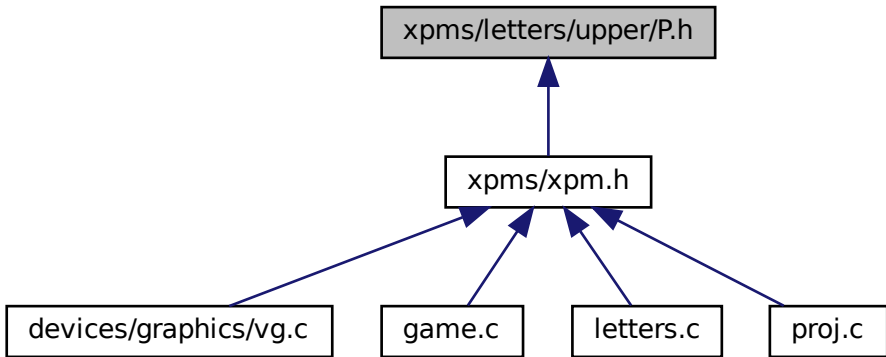 xpms/letters/upper/P.h
xpms/xpm.h
devices/graphics/vg.c
game.c
letters.c
proj.c